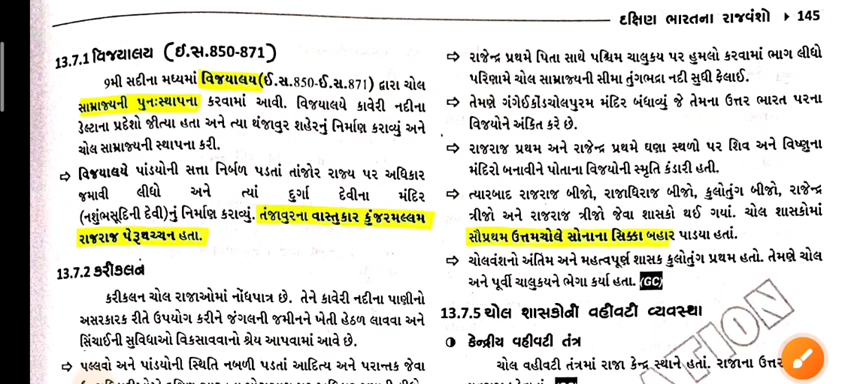 દક્ષિણ ભારતના રાજવંશો ▸ 145
13.7.1 વિજયાલય (ઈ.સ.850-871)
9મી સદીના મધ્યમાં વિજયાલય(ઈ.સ.850-ઈ.સ.871) દ્વારા ચોલ
સામ્રાજ્યની પુનઃસ્થાપના કરવામાં આવી. વિજયાલયે કાવેરી નદીના
ડેલ્ટાના પ્રદેશો જીત્યા હતા અને ત્યા થંજાવુર શહેરનું નિર્માણ કરાવ્યું અને
ચોલ સામ્રાજ્યની સ્થાપના કરી.
⇨ વિજયાલયે પાંડયોની સત્તા નિર્બળ પડતાં તાંજોર રાજ્ય પર અધિકાર
જમાવી લીધો અને ત્યાં દુર્ગા દેવીના મંદિર
(નશુંભસૂદિની દેવી)નું નિર્માણ કરાવ્યું. તંજાવુરના વાસ્તુકાર કુંજરમલ્લમ
રાજરાજ પેરૂથચ્ચન હતા.
13.7.2 કરીકલન
કરીકલન ચોલ રાજાઓમાં નોંધપાત્ર છે. તેને કાવેરી નદીના પાણીનો
અસરકારક રીતે ઉપયોગ કરીને જંગલની જમીનને ખેતી હેઠળ લાવવા અને
સિંચાઈની સુવિધાઓ વિકસાવવાનો શ્રેય આપવામાં આવે છે.
⇨ પલ્લવો અને પાંડયોની સ્થિતિ નબળી પડતાં આદિત્ય અને પરાન્તક જેવા
⇨ રાજેન્દ્ર પ્રથમે પિતા સાથે પશ્ચિમ ચાલુકય પર હુમલો કરવામાં ભાગ લીધો
પરિણામે ચોલ સામ્રાજ્યની સીમા તુંગભદ્રા નદી સુધી ફેલાઈ.
⇨ તેમણે ગંગેઈકોંડચોલપુરમ મંદિર બંધાવ્યું જે તેમના ઉત્તર ભારત પરના
વિજયોને અંકિત કરે છે.
⇨ રાજરાજ પ્રથમ અને રાજેન્દ્ર પ્રથમે ઘણા સ્થળો પર શિવ અને વિષ્ણુના
મંદિરો બનાવીને પોતાના વિજયોની સ્મૃતિ કંડારી હતી.
⇨ ત્યારબાદ રાજરાજ બીજો, રાજાધિરાજ બીજો, કુલોતુંગ બીજો, રાજેન્દ્ર
ત્રીજો અને રાજરાજ ત્રીજો જેવા શાસકો થઈ ગયાં. ચોલ શાસકોમાં
સૌપ્રથમ ઉત્તમચોલે સોનાના સિક્કા બહાર પાડયા હતાં.
⇨ ચોલવંશનો અંતિમ અને મહત્વપૂર્ણ શાસક કુલોતુંગ પ્રથમ હતો. તેમણે ચોલ
અને પૂર્વી ચાલુકયને ભેગા કર્યા હતા. (GC)
13.7.5 ચોલ શાસકોની વહીવટી વ્યવસ્થા
કેન્દ્રીય વહીવટી તંત્ર
ચોલ વહીવટી તંત્રમાં રાજા કેન્દ્ર સ્થાને હતાં. રાજાના ઉત્તર